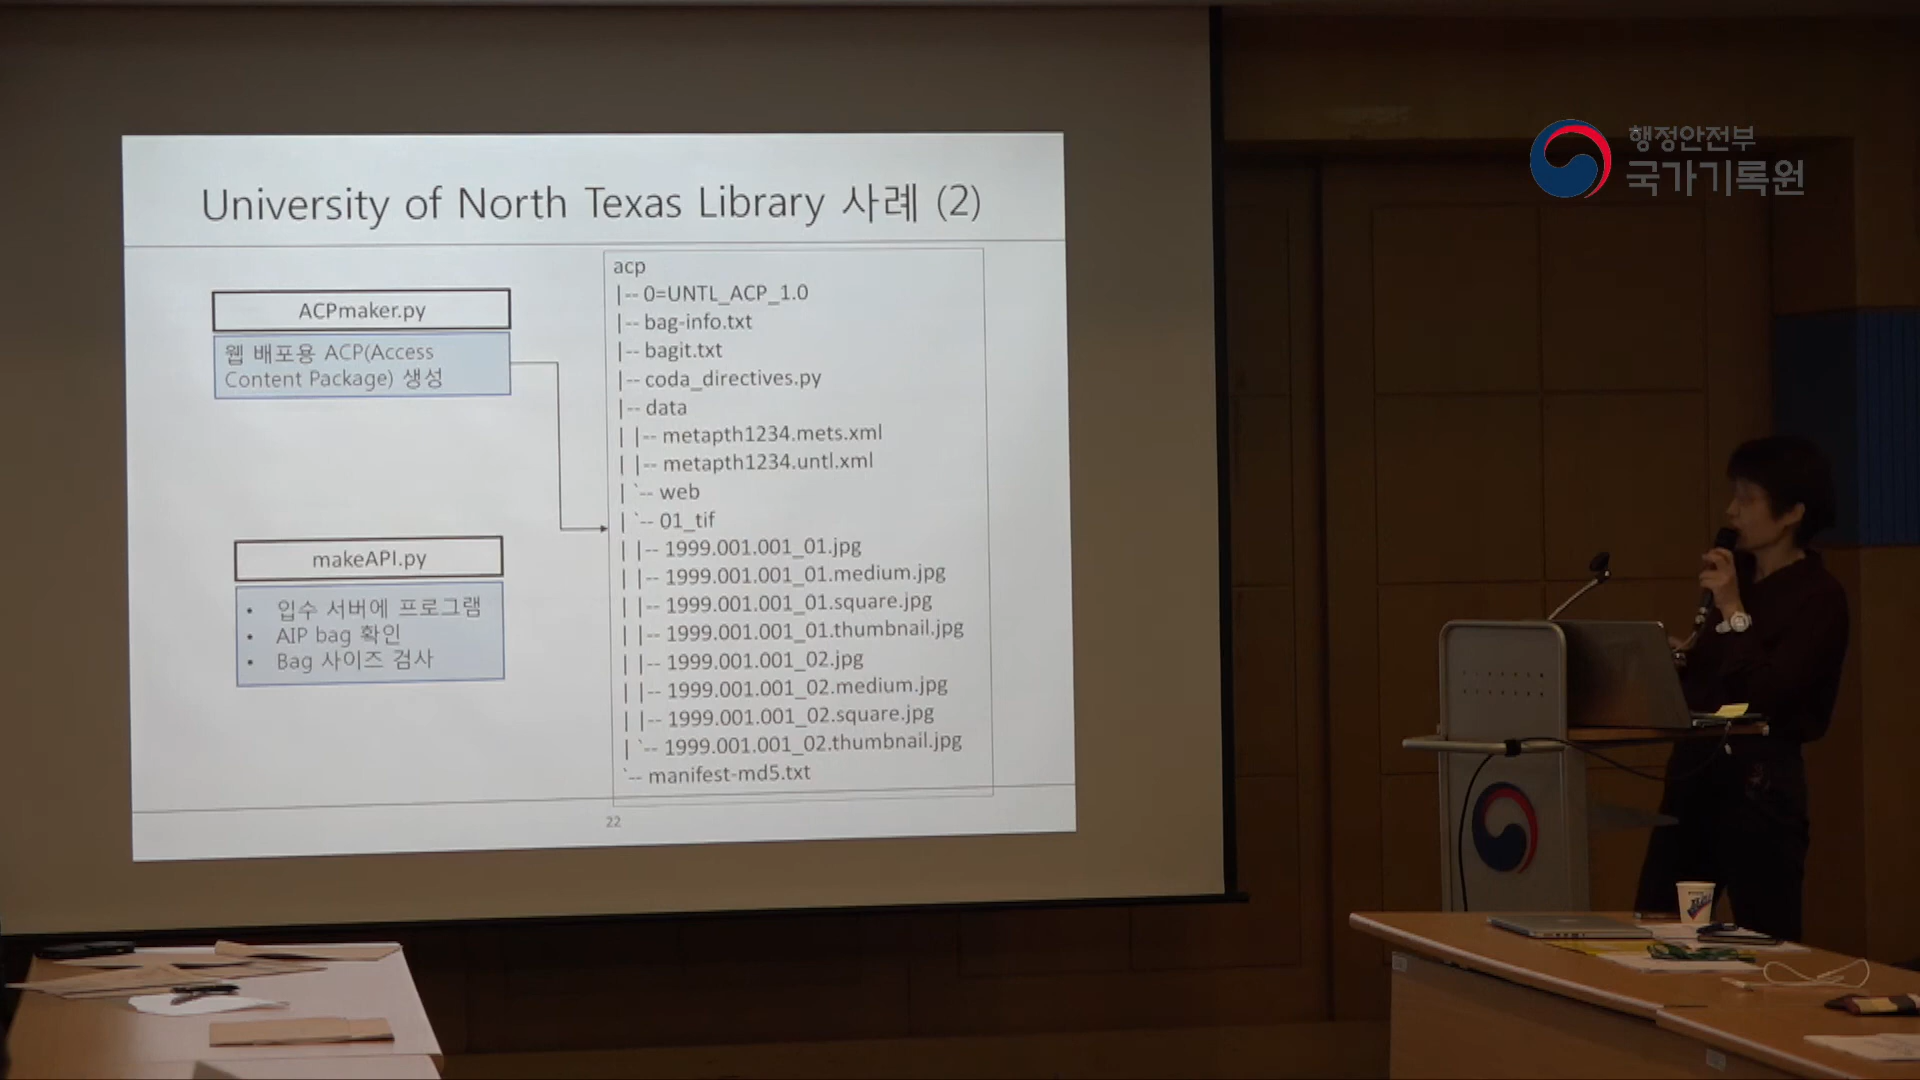 행정안전부
국가기록원
University of North Texas Library 사례 (2)
ACPmaker.py
웹 배포용 ACP(Access
Content Package) 생성
makeAPI.py
• 입수 서버에 프로그램
• AIP bag 확인
• Bag 사이즈 검사
acp
|-- 0=UNTL_ACP_1.0
|-- bag-info.txt
|-- bagit.txt
|-- coda_directives.py
|-- data
| |-- metapth1234.mets.xml
| |-- metapth1234.untl.xml
| `-- web
| `-- 01_tif
| |-- 1999.001.001_01.jpg
| |-- 1999.001.001_01.medium.jpg
| |-- 1999.001.001_01.square.jpg
| |-- 1999.001.001_01.thumbnail.jpg
| |-- 1999.001.001_02.jpg
| |-- 1999.001.001_02.medium.jpg
| |-- 1999.001.001_02.square.jpg
| `-- 1999.001.001_02.thumbnail.jpg
`-- manifest-md5.txt
22